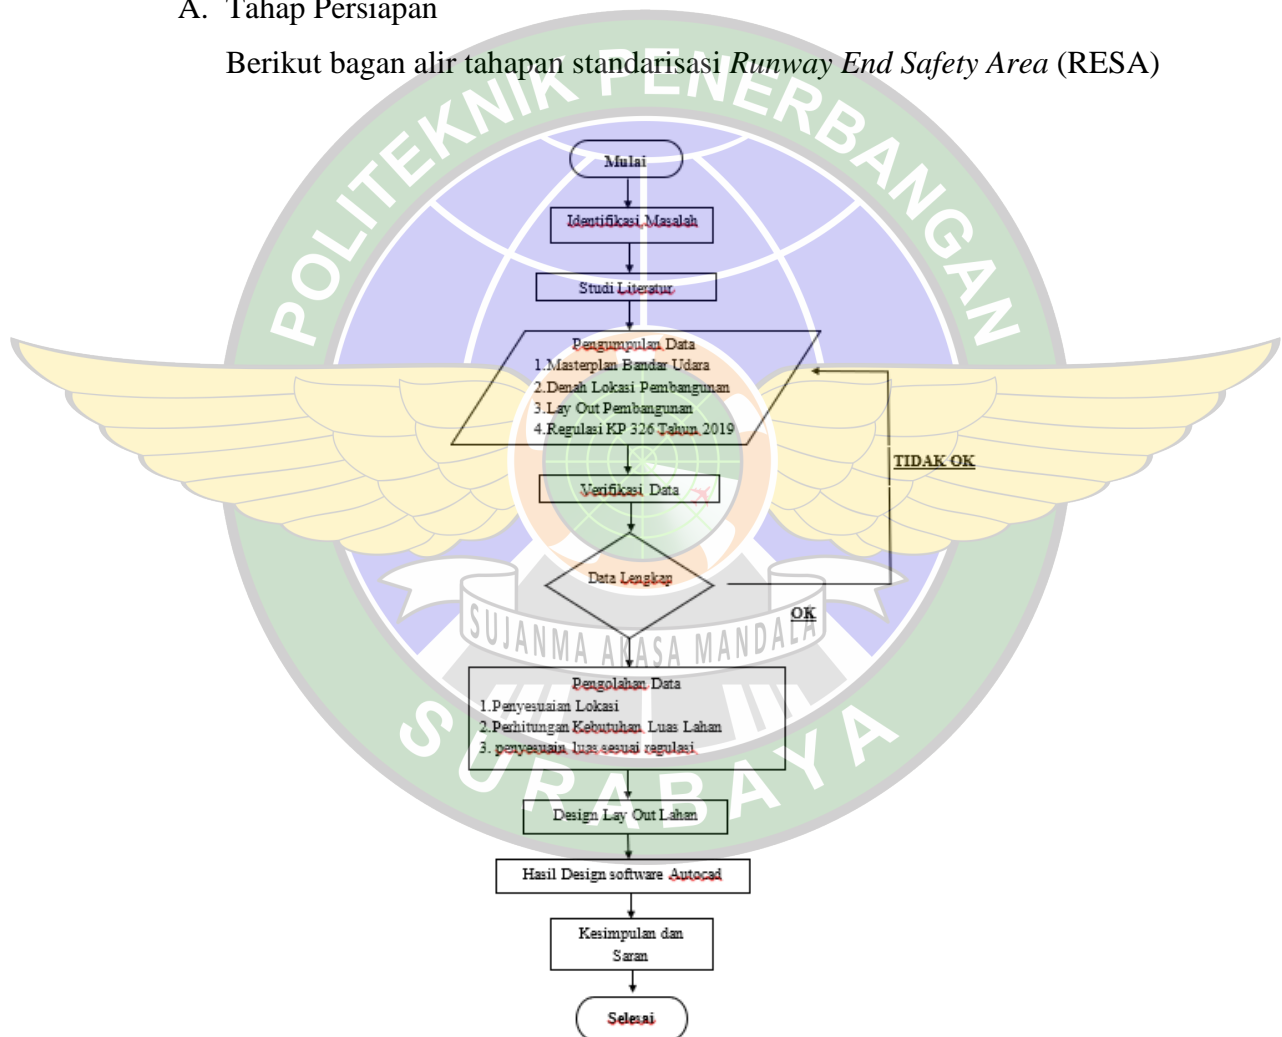 A. Tahap Persiapan
Berikut bagan alir tahapan standarisasi Runway End Safety Area (RESA)
POLITEKNIK PENERBANGAN
Mulai
Identifikasi Masalah
Studi Literatur
Pengumpulan Data
1.Masterplan Bandar Udara
2.Denah Lokasi Pembangunan
3.Lay Out Pembangunan
4.Regulasi KP 326 Tahun 2019
TIDAK OK
Verifikasi Data
Data Lengkap
OK
SUJANMA AKASA MANDALA
Pengolahan Data
1.Penyesuaian Lokasi
2.Perhitungan Kebutuhan Luas Lahan
3. penyesuain luas sesuai regulasi
SURABAYA
Design Lay Out Lahan
Hasil Design software Autocad
Kesimpulan dan
Saran
Selesai